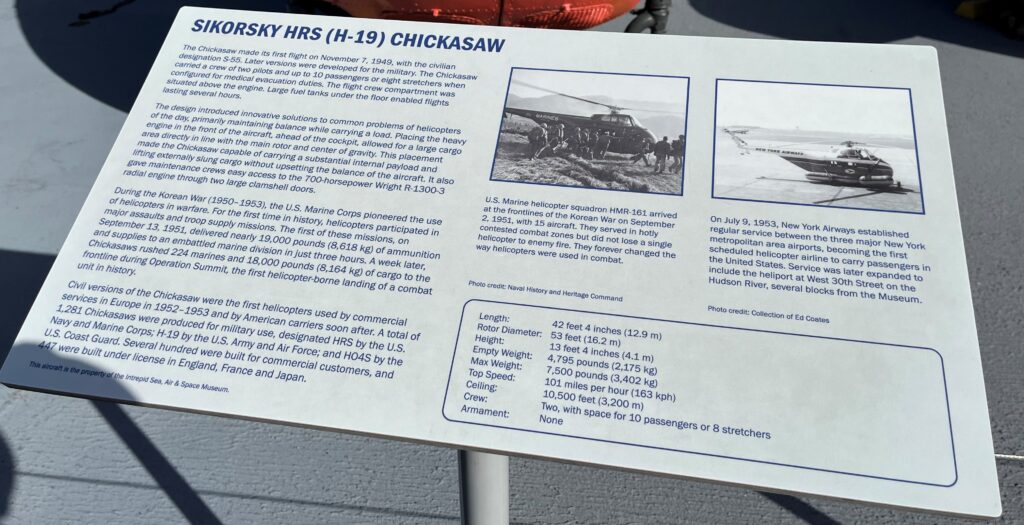 SIKORSKY HRS (H-19) CHICKASAW
The Chickasaw made its first flight on November 7, 1949, with the civilian
designation S-55. Later versions were developed for the military. The Chickasaw
carried a crew of two pilots and up to 10 passengers or eight stretchers when
configured for medical evacuation duties. The flight crew compartment was
situated above the engine. Large fuel tanks under the floor enabled flights
lasting several hours.
The design introduced innovative solutions to common problems of helicopters
of the day, primarily maintaining balance while carrying a load. Placing the heavy
engine in the front of the aircraft, ahead of the cockpit, allowed for a large cargo
area directly in line with the main rotor and center of gravity. This placement
made the Chickasaw capable of carrying a substantial internal payload and
lifting externally slung cargo without upsetting the balance of the aircraft. It also
gave maintenance crews easy access to the 700-horsepower Wright R-1300-3
radial engine through two large clamshell doors.
During the Korean War (1950–1953), the U.S. Marine Corps pioneered the use
of helicopters in warfare. For the first time in history, helicopters participated in
major assaults and troop supply missions. The first of these missions, on
September 13, 1951, delivered nearly 19,000 pounds (8,618 kg) of ammunition
and supplies to an embattled marine division in just three hours. A week later,
Chickasaws rushed 224 marines and 18,000 pounds (8,164 kg) of cargo to the
frontline during Operation Summit, the first helicopter-borne landing of a combat
unit in history.
Civil versions of the Chickasaw were the first helicopters used by commercial
services in Europe in 1952–1953 and by American carriers soon after. A total of
1,281 Chickasaws were produced for military use, designated HRS by the U.S.
Navy and Marine Corps; H-19 by the U.S. Army and Air Force; and HO4S by the
U.S. Coast Guard. Several hundred were built for commercial customers, and
447 were built under license in England, France and Japan.
This aircraft is the property of the Intrepid Sea, Air & Space Museum.
MARINES
U.S. Marine helicopter squadron HMR-161 arrived
at the frontlines of the Korean War on September
2, 1951, with 15 aircraft. They served in hotly
contested combat zones but did not lose a single
helicopter to enemy fire. They forever changed the
way helicopters were used in combat.
Photo credit: Naval History and Heritage Command
NEW YORK AIRWAYS
On July 9, 1953, New York Airways established
regular service between the three major New York
metropolitan area airports, becoming the first
scheduled helicopter airline to carry passengers in
the United States. Service was later expanded to
include the heliport at West 30th Street on the
Hudson River, several blocks from the Museum.
Photo credit: Collection of Ed Coates
Length: 42 feet 4 inches (12.9 m)
Rotor Diameter: 53 feet (16.2 m)
Height: 13 feet 4 inches (4.1 m)
Empty Weight: 4,795 pounds (2,175 kg)
Max Weight: 7,500 pounds (3,402 kg)
Top Speed: 101 miles per hour (163 kph)
Ceiling: 10,500 feet (3,200 m)
Crew: Two, with space for 10 passengers or 8 stretchers
Armament: None